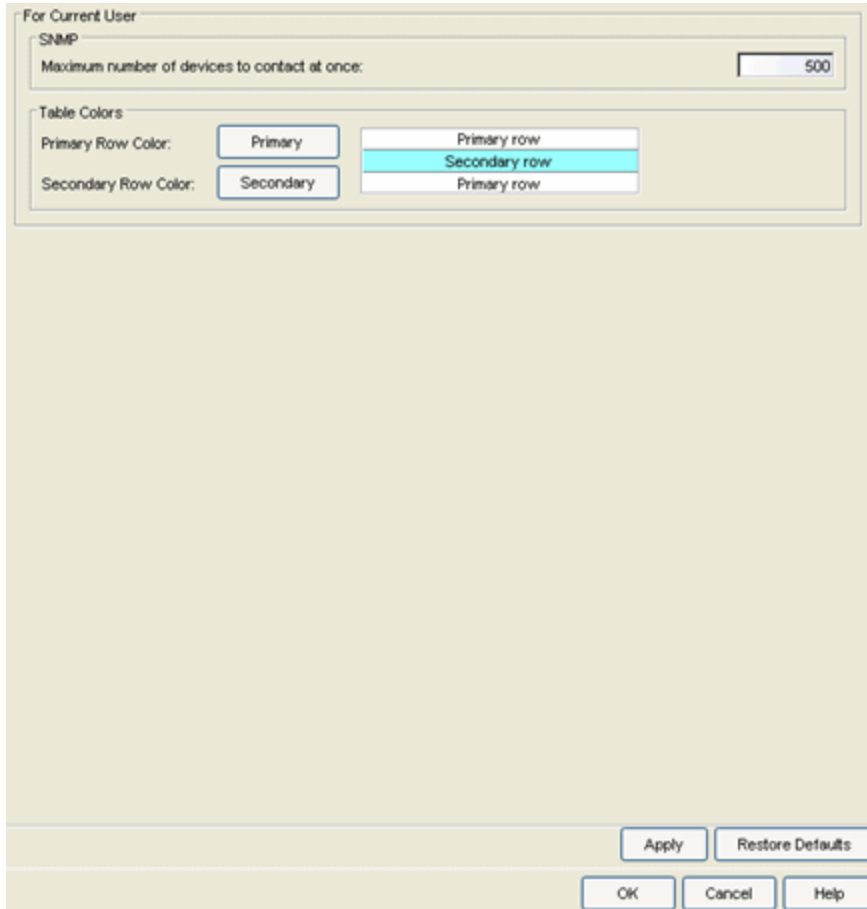 For Current User
SNMP
Maximum number of devices to contact at once: 500
Table Colors
Primary Row Color: Primary Primary row
Secondary row
Secondary Row Color: Secondary Primary row
Apply Restore Defaults
OK Cancel Help